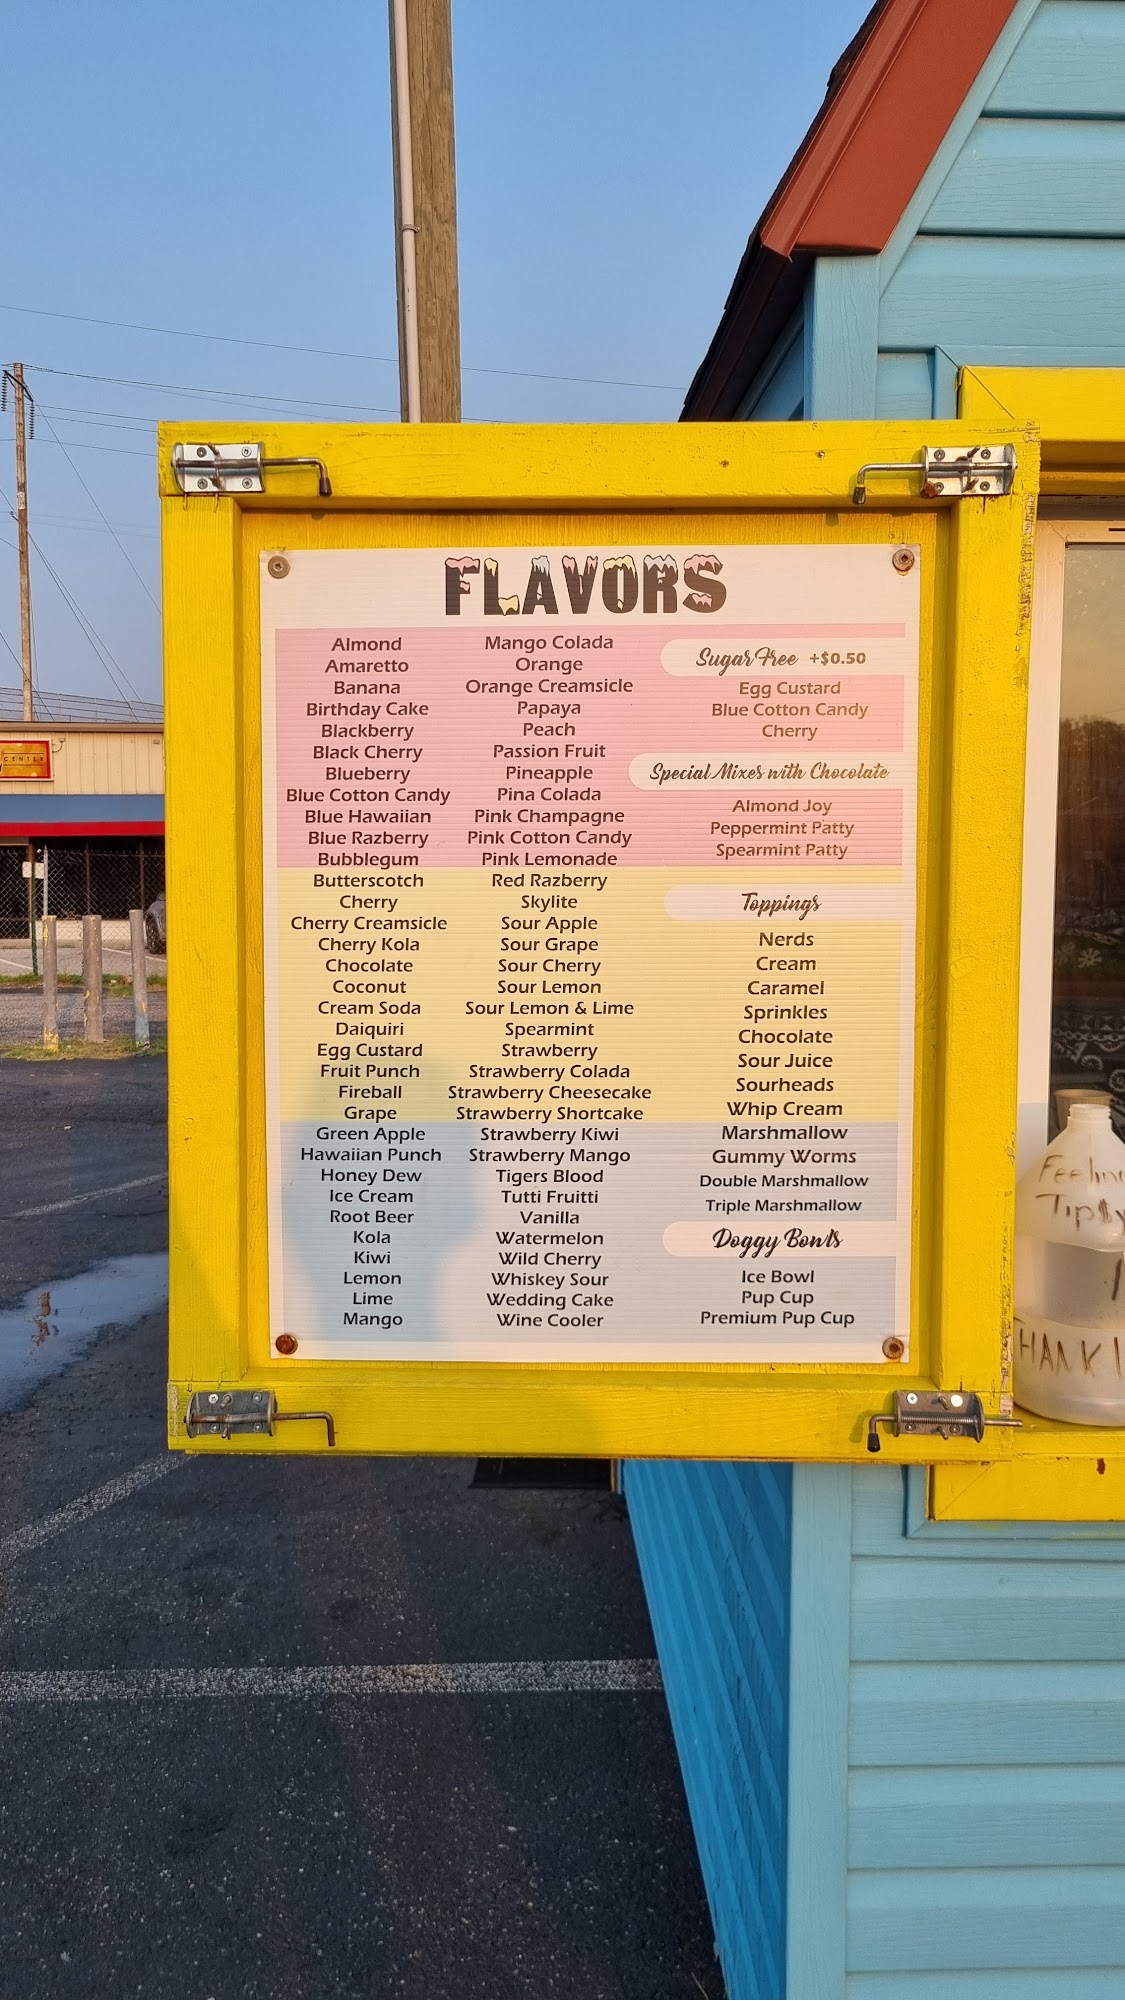 FLAVORS
Almond
Amaretto
Banana
Birthday Cake
Blackberry
Black Cherry
Blueberry
Blue Cotton Candy
Blue Hawaiian
Blue Razberry
Bubblegum
Butterscotch
Cherry
Cherry Creamsicle
Cherry Kola
Chocolate
Coconut
Cream Soda
Daiquiri
Egg Custard
Fruit Punch
Fireball
Grape
Green Apple
Hawaiian Punch
Honey Dew
Ice Cream
Root Beer
Kola
Kiwi
Lemon
Lime
Mango
Mango Colada
Orange
Orange Creamsicle
Papaya
Peach
Passion Fruit
Pineapple
Pina Colada
Pink Champagne
Pink Cotton Candy
Pink Lemonade
Red Razberry
Skylite
Sour Apple
Sour Grape
Sour Cherry
Sour Lemon
Sour Lemon & Lime
Spearmint
Strawberry
Strawberry Colada
Strawberry Cheesecake
Strawberry Shortcake
Strawberry Kiwi
Strawberry Mango
Tigers Blood
Tutti Fruitti
Vanilla
Watermelon
Wild Cherry
Whiskey Sour
Wedding Cake
Wine Cooler
Sugar Free +$0.50
Egg Custard
Blue Cotton Candy
Cherry
Special Mixes with Chocolate
Almond Joy
Peppermint Patty
Spearmint Patty
Toppings
Nerds
Cream
Caramel
Sprinkles
Chocolate
Sour Juice
Sourheads
Whip Cream
Marshmallow
Gummy Worms
Double Marshmallow
Triple Marshmallow
Doggy Bowls
Ice Bowl
Pup Cup
Premium Pup Cup
CENTER
Feelin
Tip$y
HANK